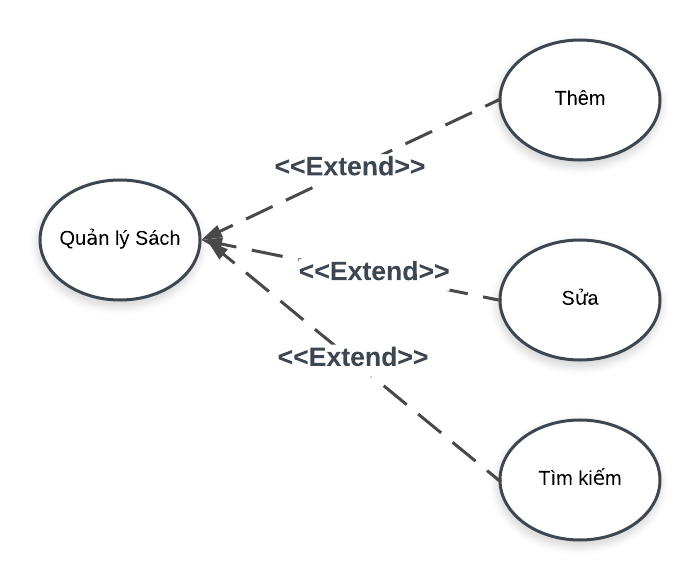 Thêm
<<Extend>>
Quản lý Sách
<<Extend>>
Sửa
<<Extend>>
Tìm kiếm